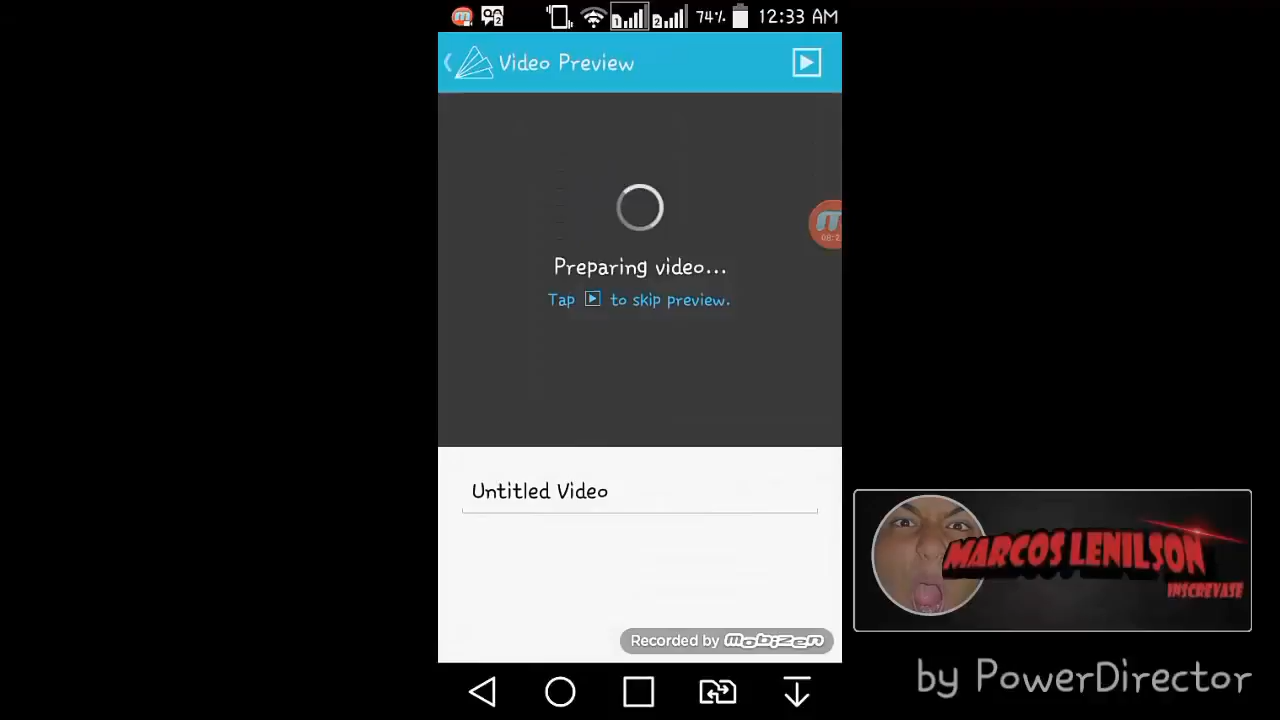 74% 12:33 AM
Video Preview
Preparing video...
Tap to skip preview.
Untitled Video
Recorded by mobizen
MARCOS LENILSON
INSCREVASE
by PowerDirector